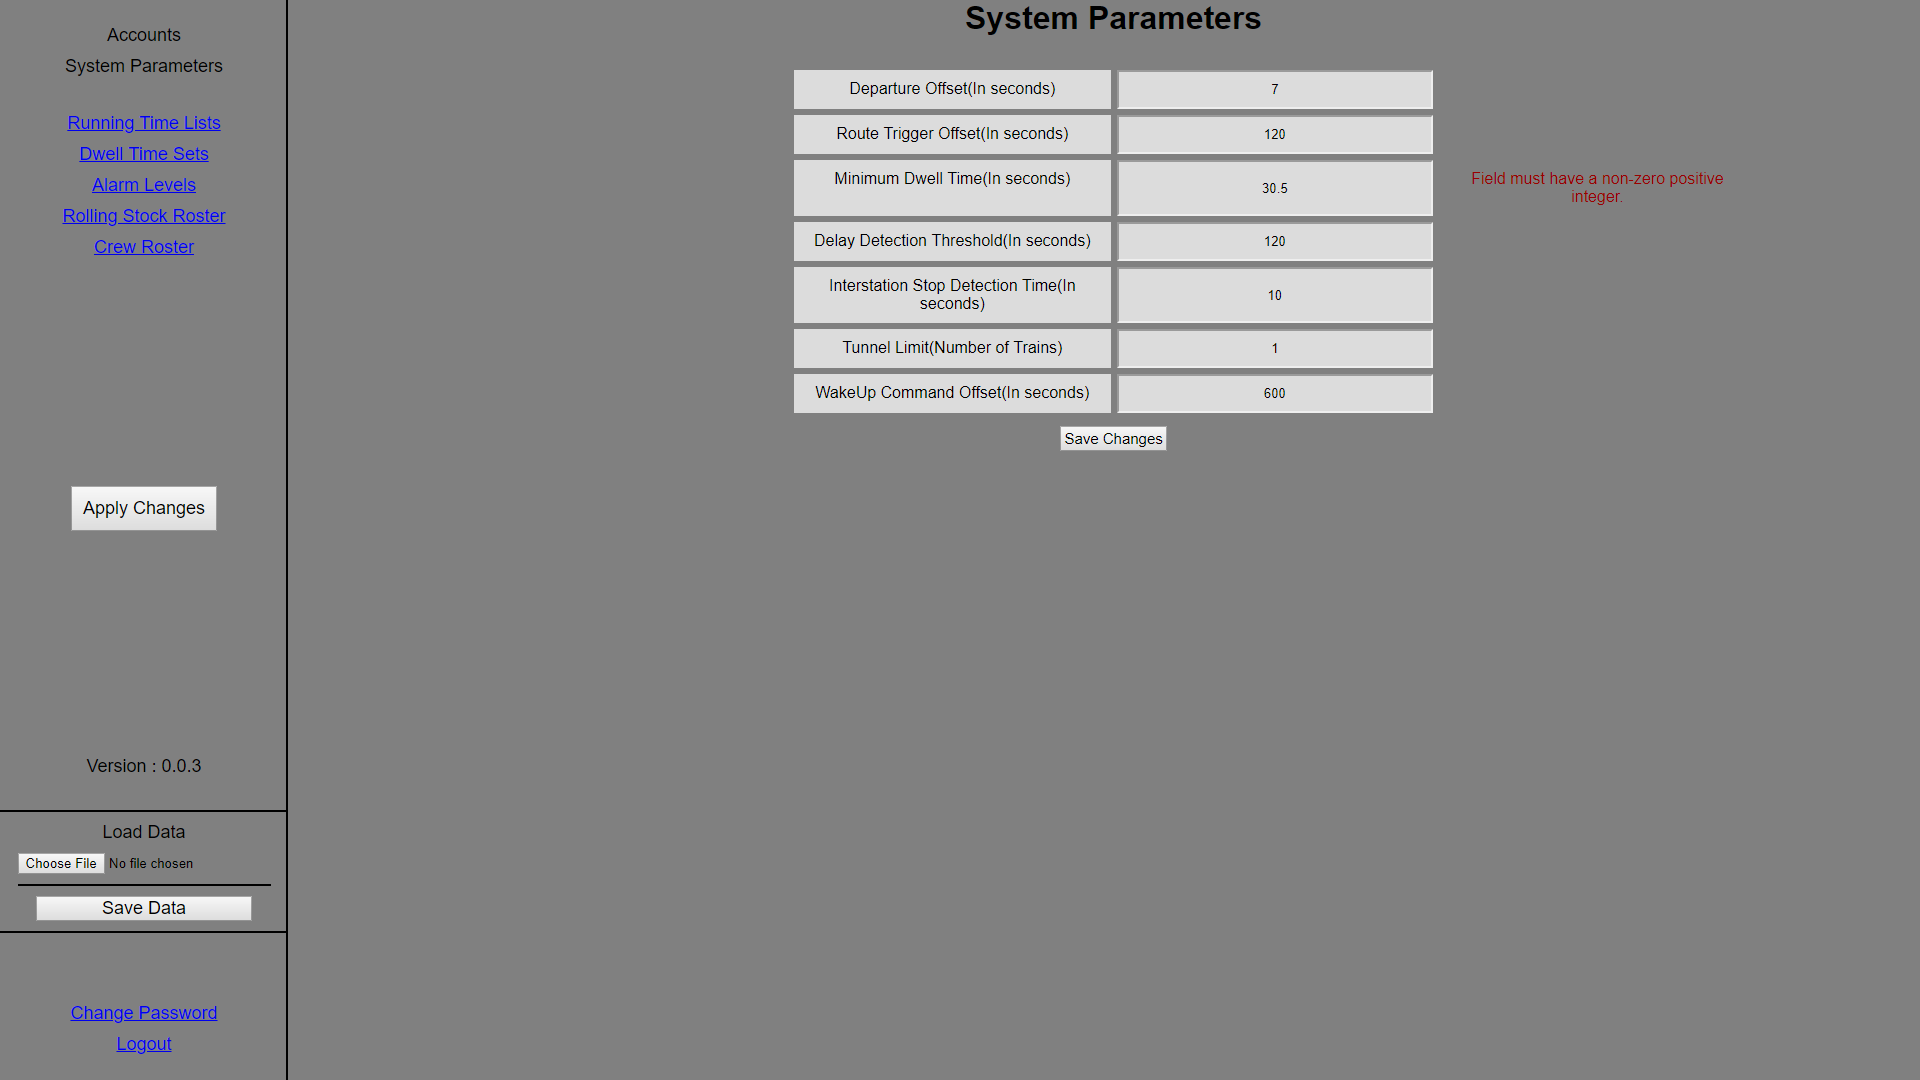 Accounts
System Parameters
Running Time Lists
Dwell Time Sets
Alarm Levels
Rolling Stock Roster
Crew Roster
Apply Changes
Version : 0.0.3
Load Data
Choose File No file chosen
Save Data
Change Password
Logout
System Parameters
Departure Offset(In seconds) 7
Route Trigger Offset(In seconds) 120
Minimum Dwell Time(In seconds) 30.5
Field must have a non-zero positive
integer.
Delay Detection Threshold(In seconds) 120
Interstation Stop Detection Time(In
seconds) 10
Tunnel Limit(Number of Trains) 1
WakeUp Command Offset(In seconds) 600
Save Changes